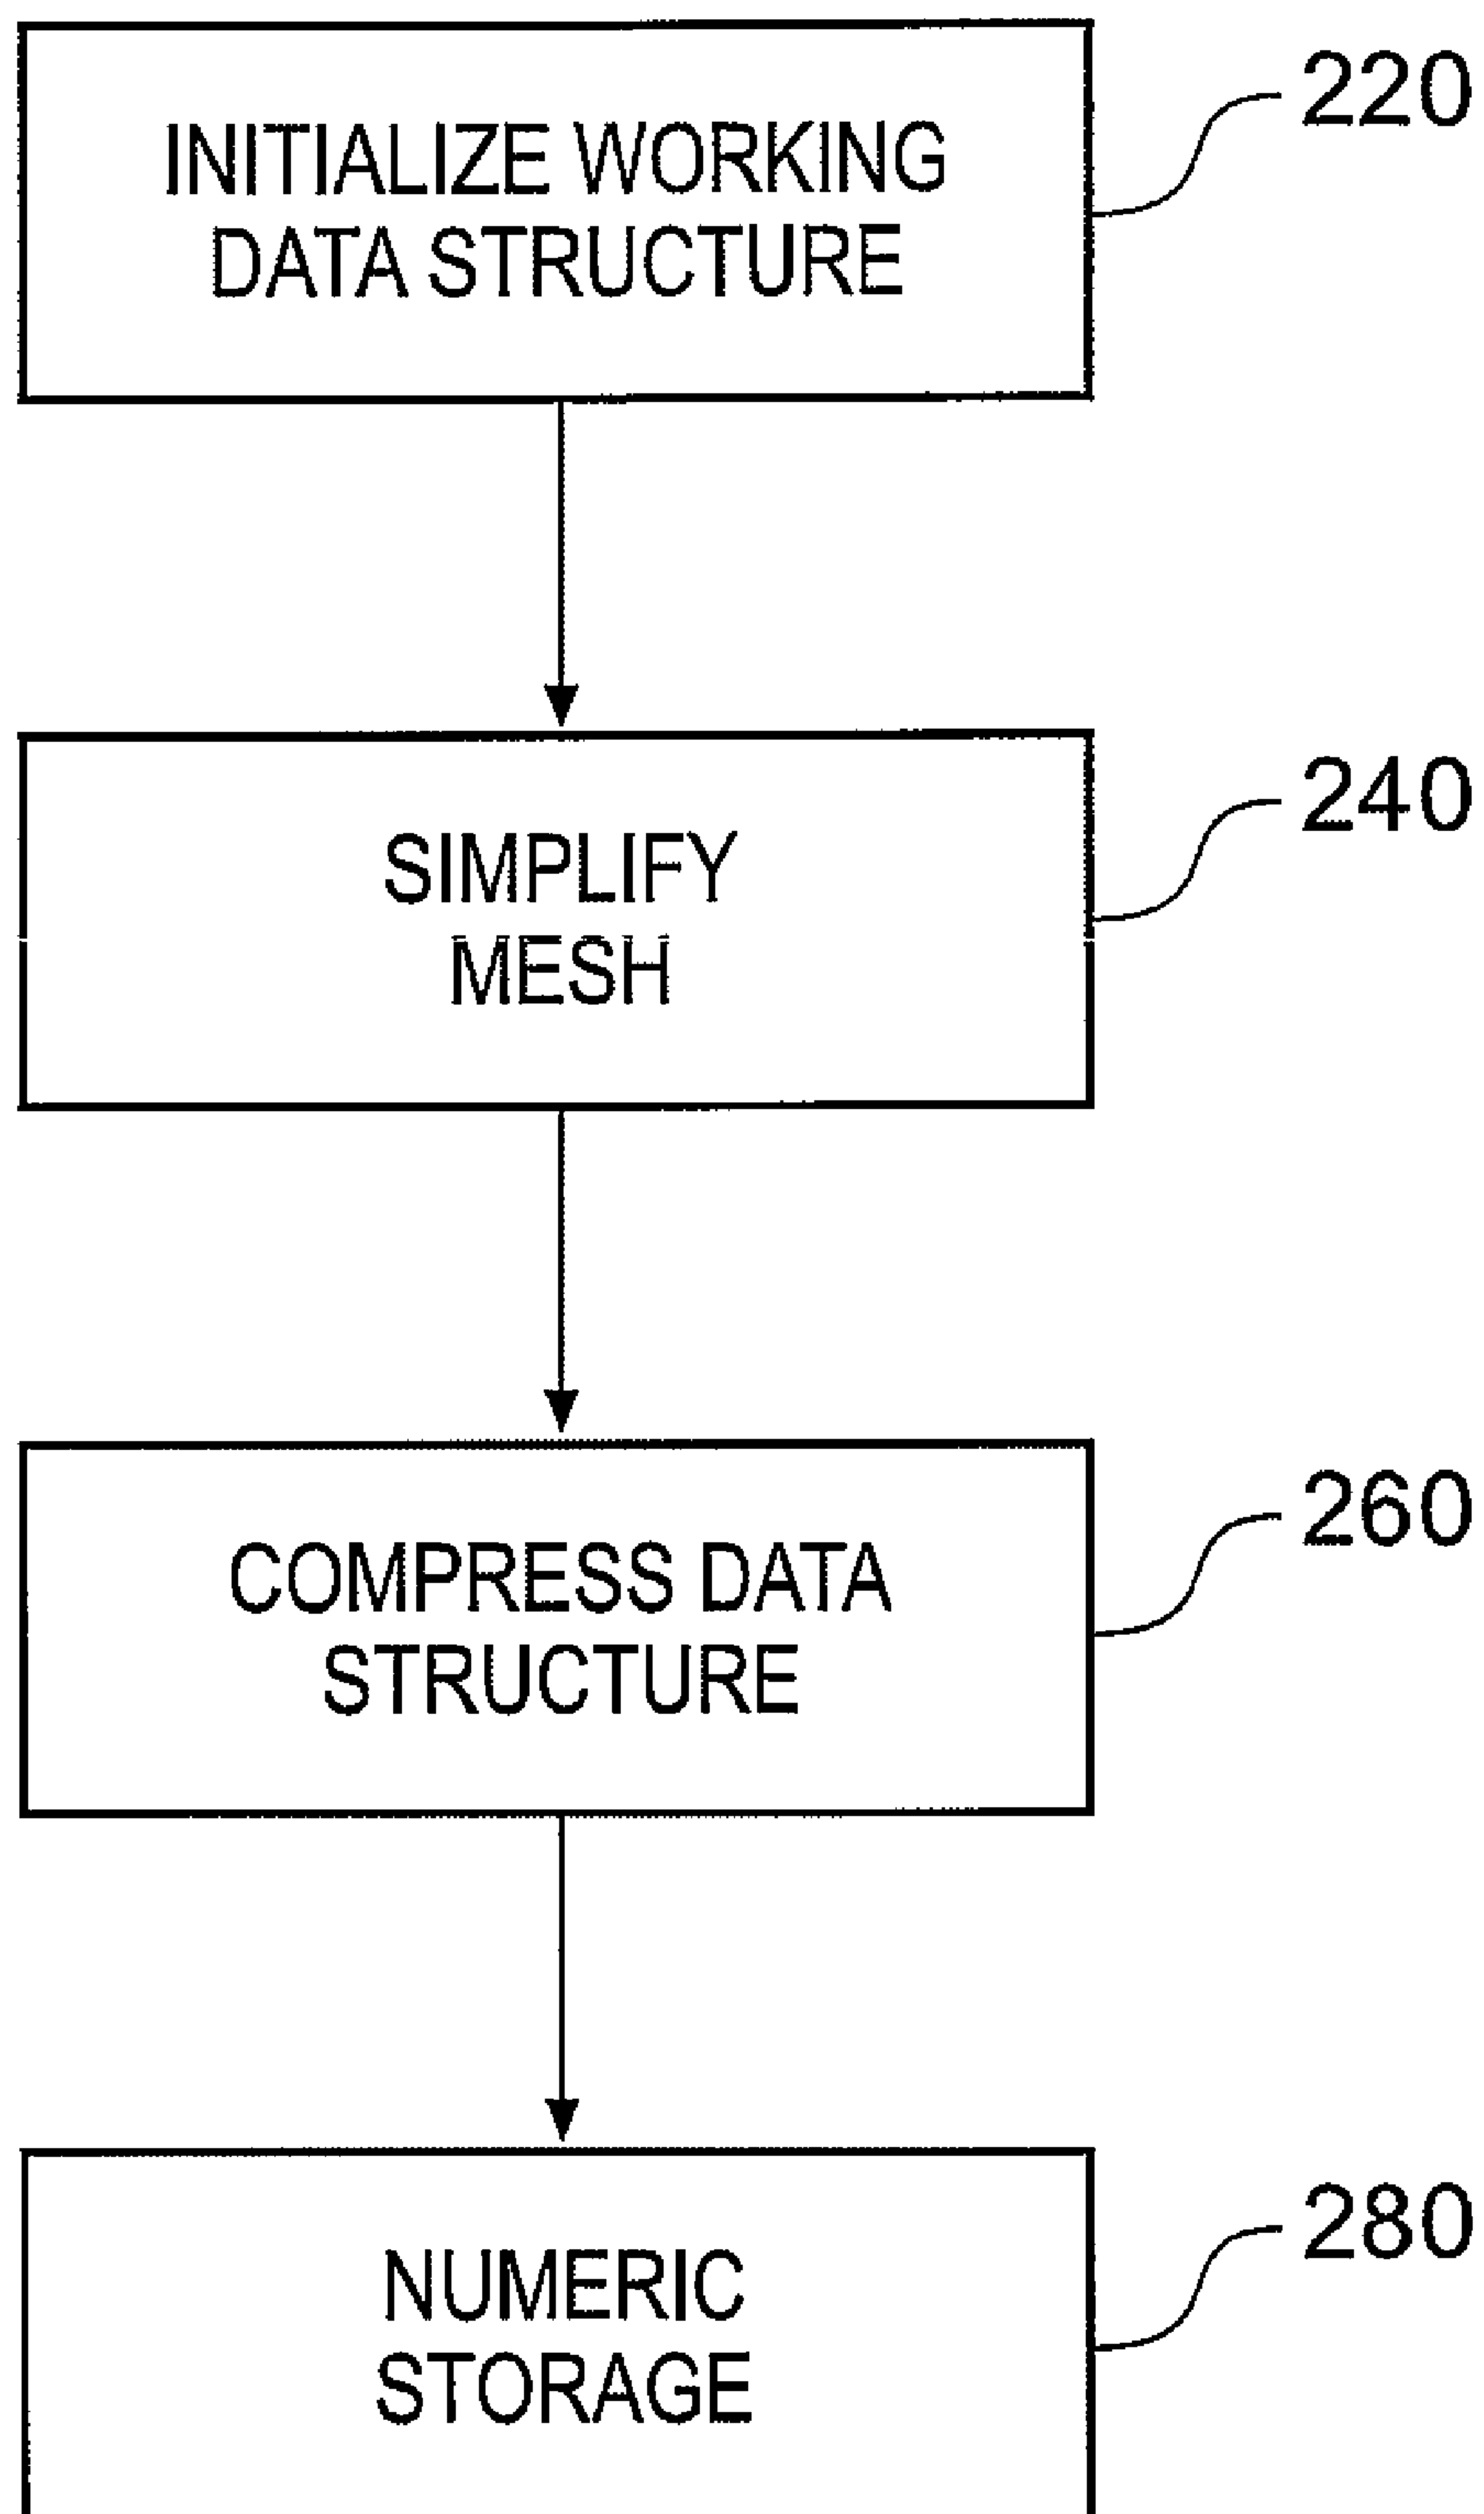 INITIALIZE WORKING
DATA STRUCTURE
220
SIMPLIFY
MESH
240
COMPRESS DATA
STRUCTURE
260
NUMERIC
STORAGE
280